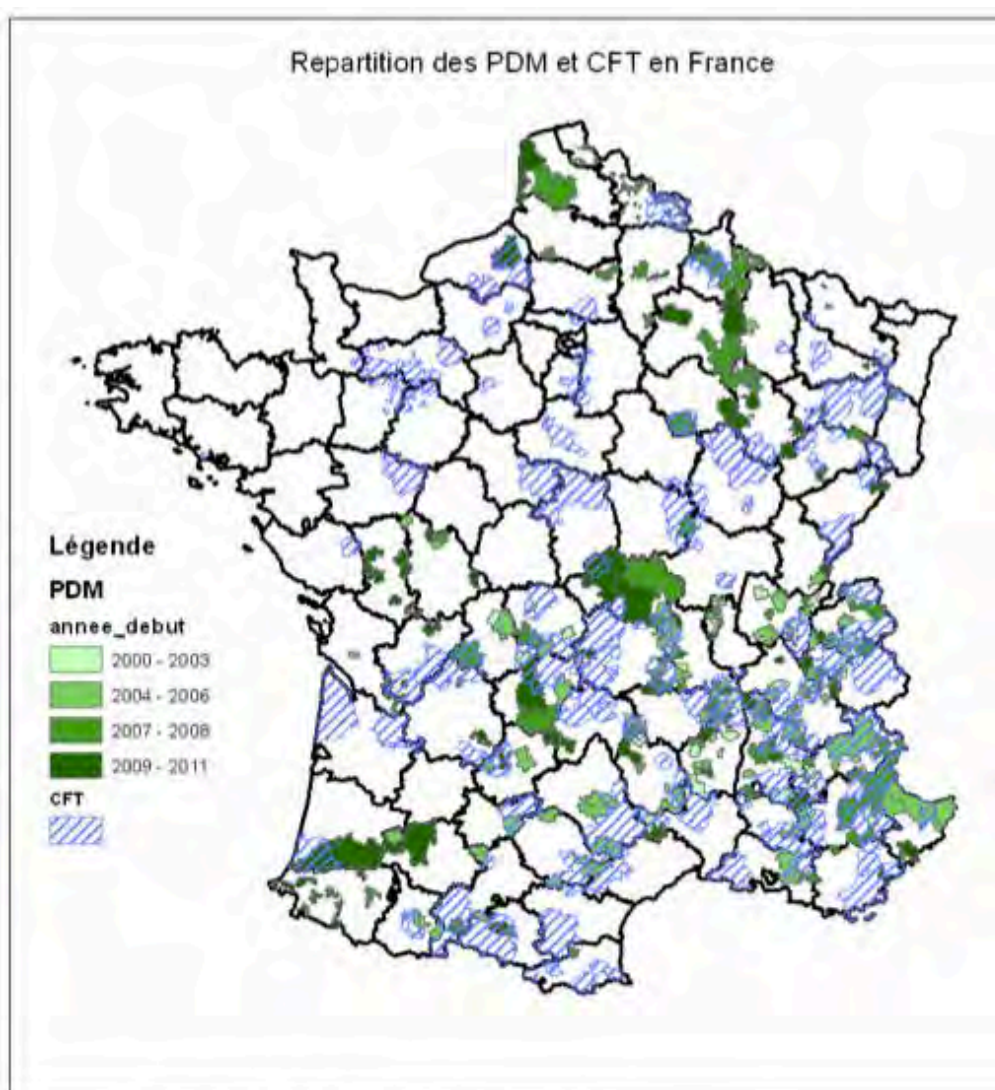 Repartition des PDM et CFT en France
Légende
PDM
annee_debut
2000 - 2003
2004 - 2006
2007 - 2008
2009 - 2011
CFT